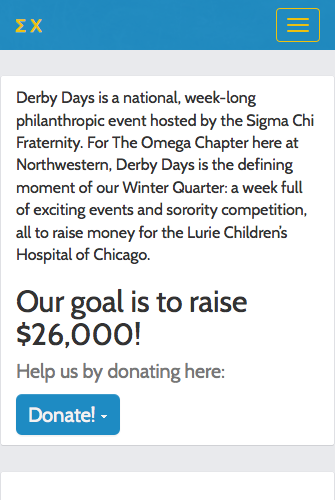 Σ Χ
Derby Days is a national, week-long
philanthropic event hosted by the Sigma Chi
Fraternity. For The Omega Chapter here at
Northwestern, Derby Days is the defining
moment of our Winter Quarter: a week full
of exciting events and sorority competition,
all to raise money for the Lurie Children's
Hospital of Chicago.
Our goal is to raise
$26,000!
Help us by donating here:
Donate!